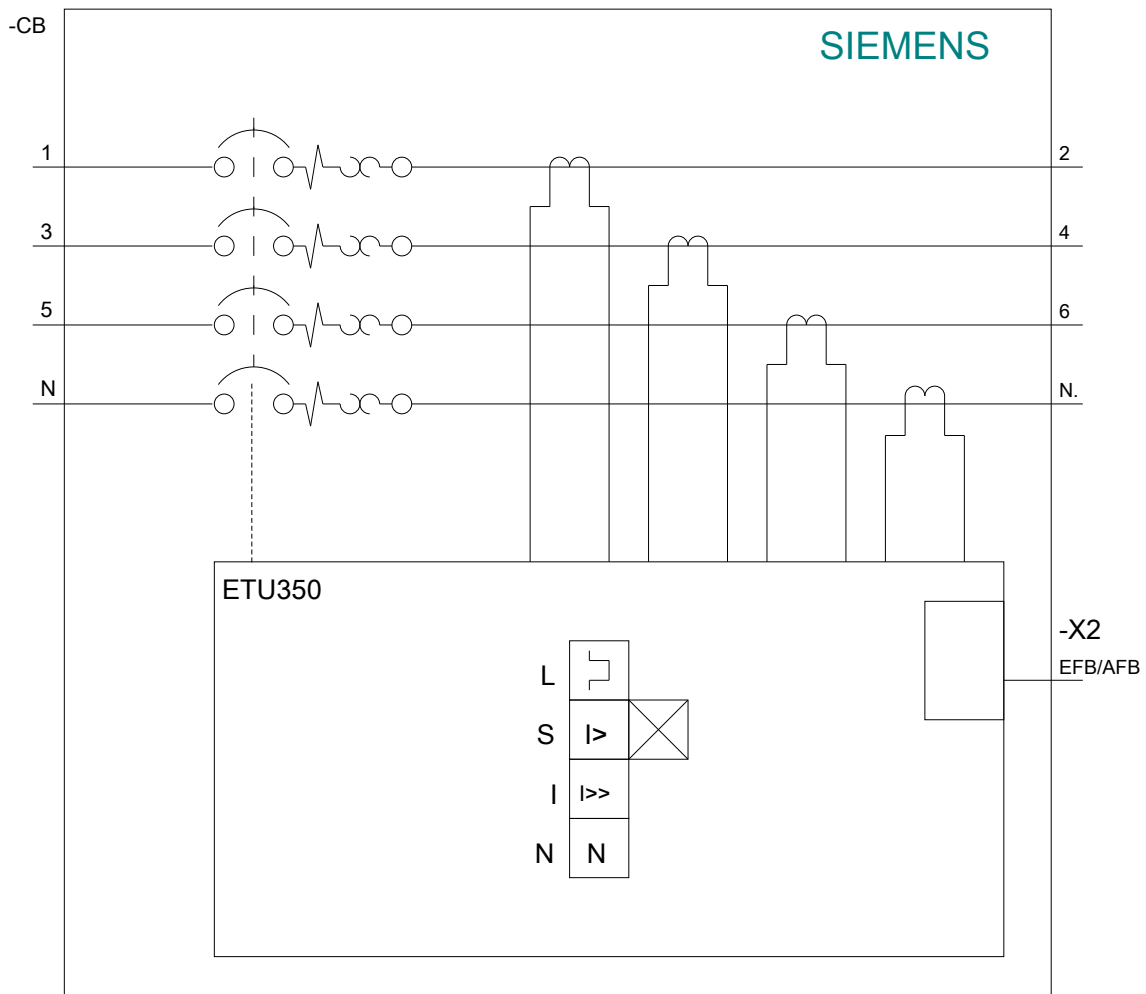 -CB
SIEMENS
1
2
3
4
5
6
N
N.
ETU350
-X2
EFB/AFB
L
S I>
I I>>
N N